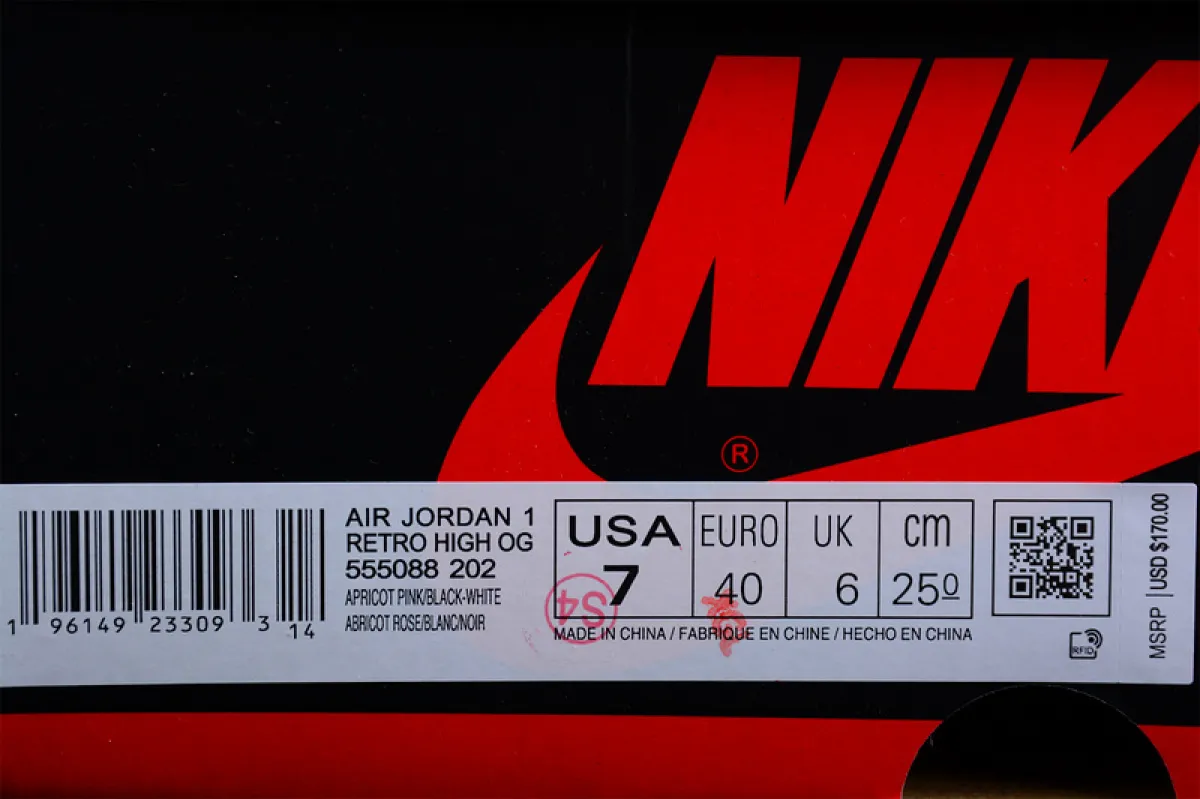 NIK
®
AIR JORDAN 1
RETRO HIGH OG
555088 202
APRICOT PINK/BLACK-WHITE
ABRICOT ROSE/BLANC/NOIR
1 96149 23309 3 14
USA EURO UK cm
7 40 6 25.0
S4
MADE IN CHINA / FABRIQUE EN CHINE / HECHO EN CHINA
RFID
MSRP | USD $170.00